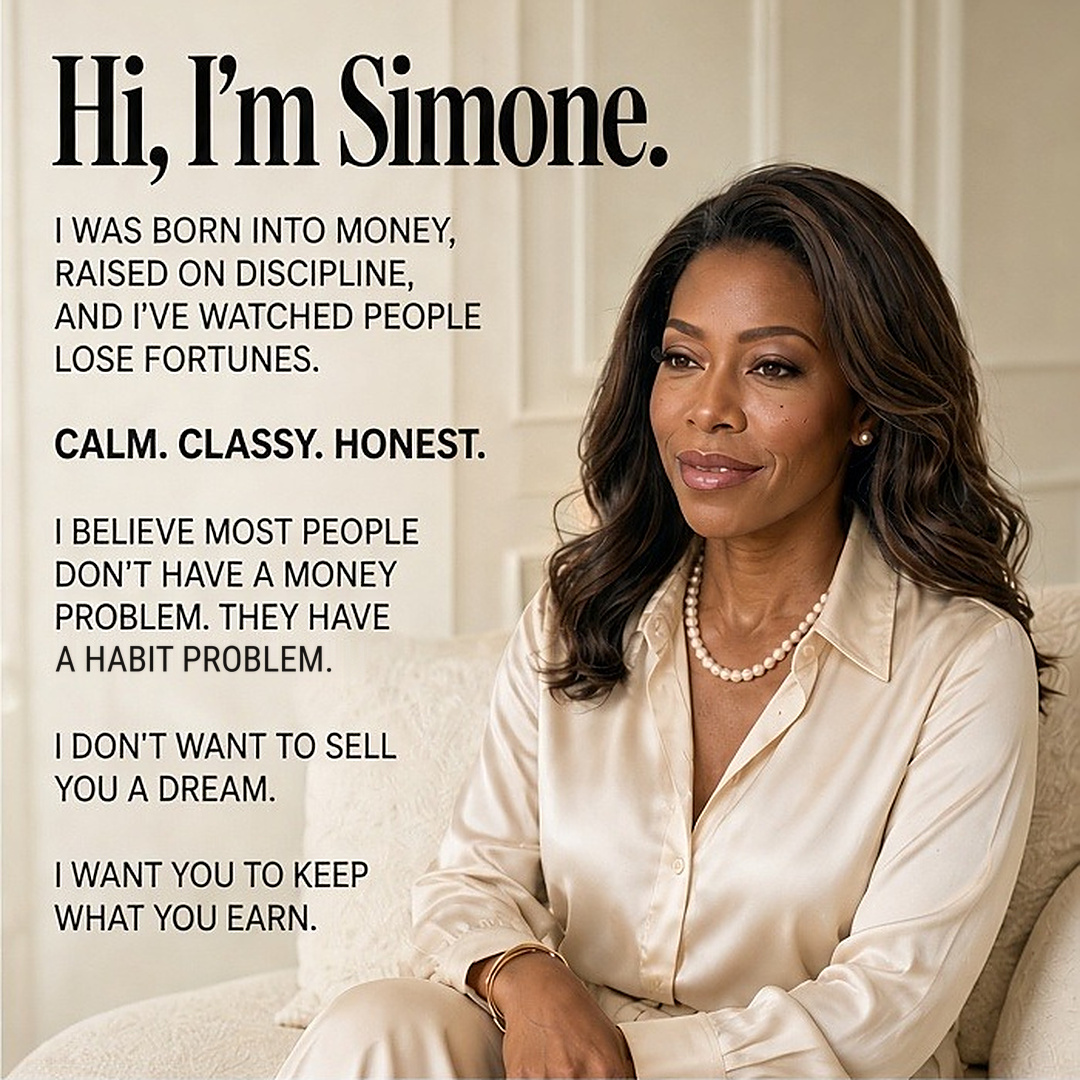 Hi, I'm Simone.
I WAS BORN INTO MONEY,
RAISED ON DISCIPLINE,
AND I'VE WATCHED PEOPLE
LOSE FORTUNES.
CALM. CLASSY. HONEST.
I BELIEVE MOST PEOPLE
DON'T HAVE A MONEY
PROBLEM. THEY HAVE
A HABIT PROBLEM.
I DON'T WANT TO SELL
YOU A DREAM.
I WANT YOU TO KEEP
WHAT YOU EARN.